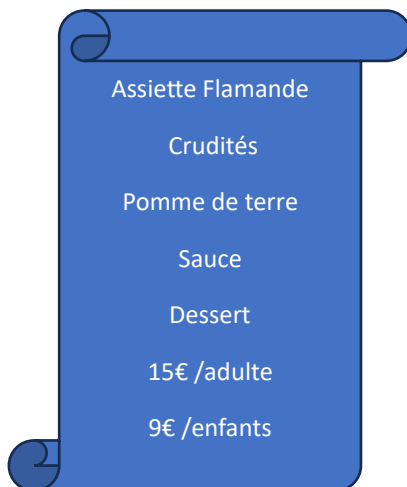 Assiette Flamande
Crudités
Pomme de terre
Sauce
Dessert
15€ /adulte
9€ /enfants